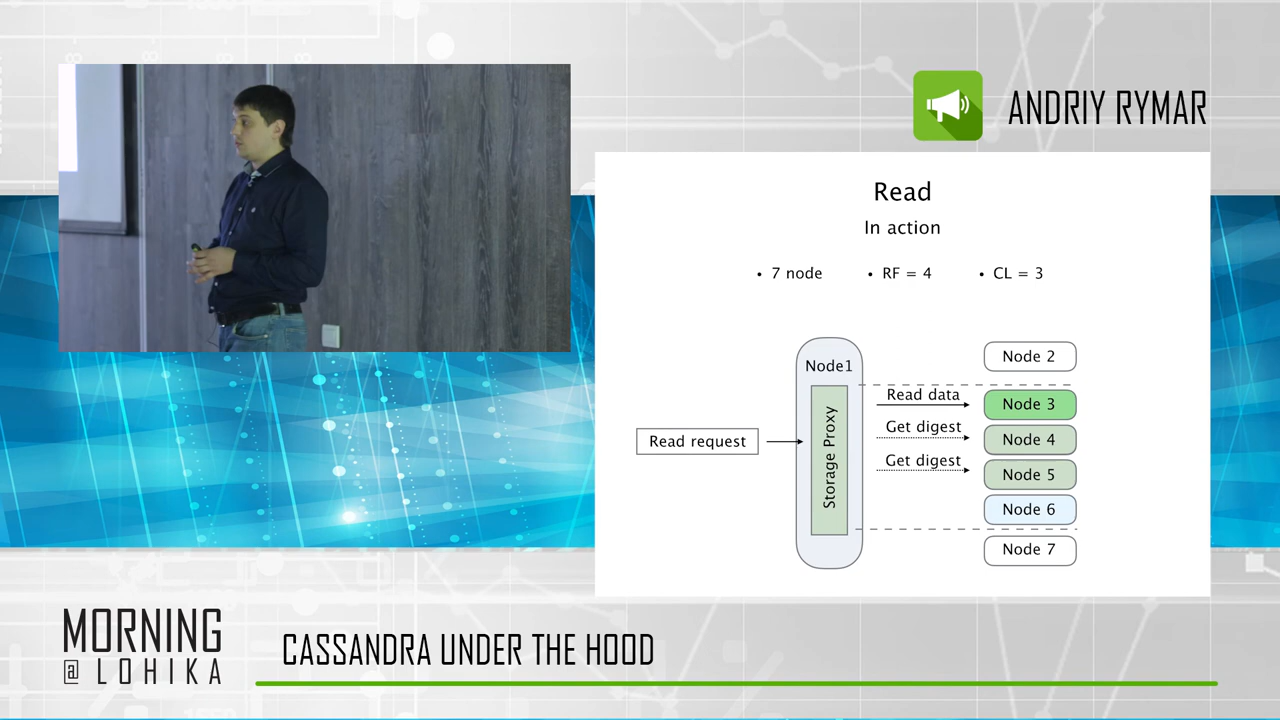 ANDRIY RYMAR
Read
In action
• 7 node
• RF = 4
• CL = 3
Node1
Storage Proxy
Read request
Read data
Get digest
Get digest
Node 2
Node 3
Node 4
Node 5
Node 6
Node 7
MORNING
@ LOHIKA
CASSANDRA UNDER THE HOOD